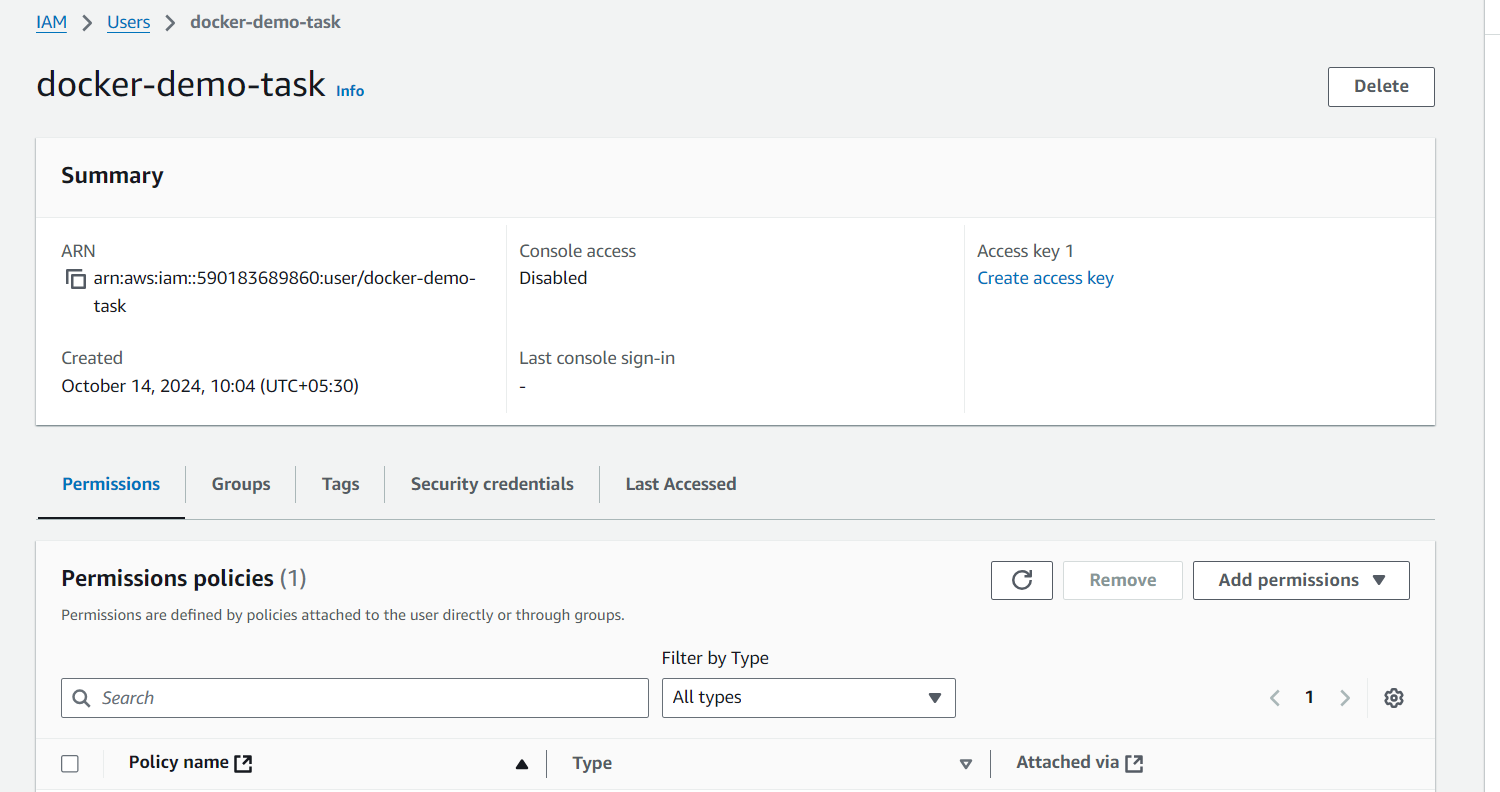 IAM > Users > docker-demo-task
docker-demo-task Info
Delete
Summary
ARN
arn:aws:iam::590183689860:user/docker-demo-
task
Created
October 14, 2024, 10:04 (UTC+05:30)
Console access
Disabled
Last console sign-in
-
Access key 1
Create access key
Permissions Groups Tags Security credentials Last Accessed
Permissions policies (1)
Remove
Add permissions
Permissions are defined by policies attached to the user directly or through groups.
Filter by Type
Search
All types
1
Policy name Type Attached via